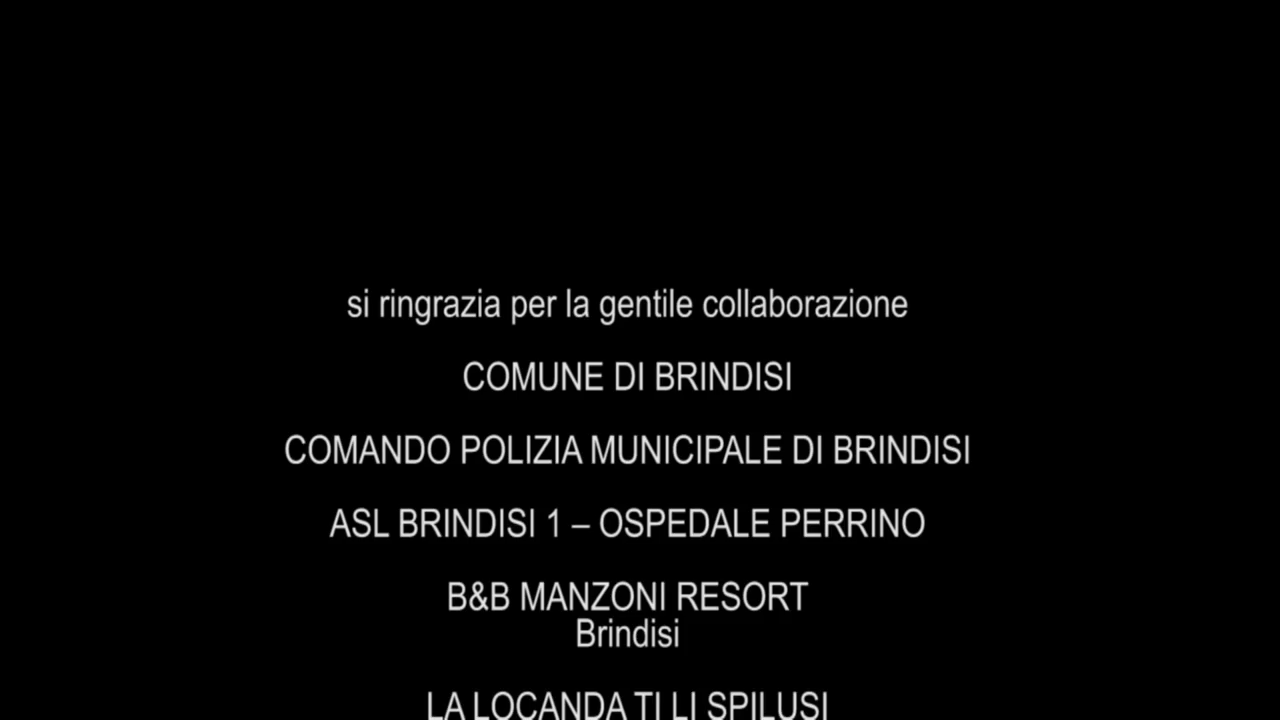 si ringrazia per la gentile collaborazione
COMUNE DI BRINDISI
COMANDO POLIZIA MUNICIPALE DI BRINDISI
ASL BRINDISI 1 – OSPEDALE PERRINO
B&B MANZONI RESORT
Brindisi
LA LOCANDA TI LI SPILUSI